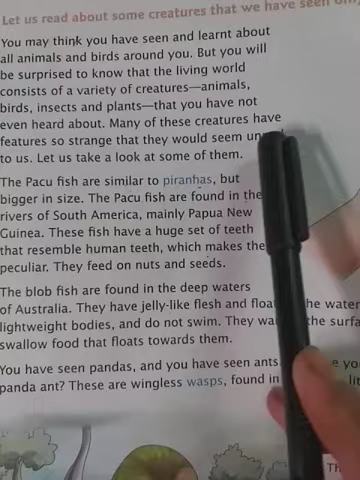 Let us read about some creatures that we have seen only
You may think you have seen and learnt about
all animals and birds around you. But you will
be surprised to know that the living world
consists of a variety of creatures—animals,
birds, insects and plants—that you have not
even heard about. Many of these creatures have
features so strange that they would seem
to us. Let us take a look at some of them.
The Pacu fish are similar to piranhas, but
bigger in size. The Pacu fish are found in the
rivers of South America, mainly Papua New
Guinea. These fish have a huge set of teeth
that resemble human teeth, which makes the
peculiar. They feed on nuts and seeds.
The blob fish are found in the deep waters
of Australia. They have jelly-like flesh and he water
lightweight bodies, and do not swim. They the surfa
swallow food that floats towards them.
You have seen pandas, and you have seen ants e yo
panda ant? These are wingless wasps, found in lit
Th